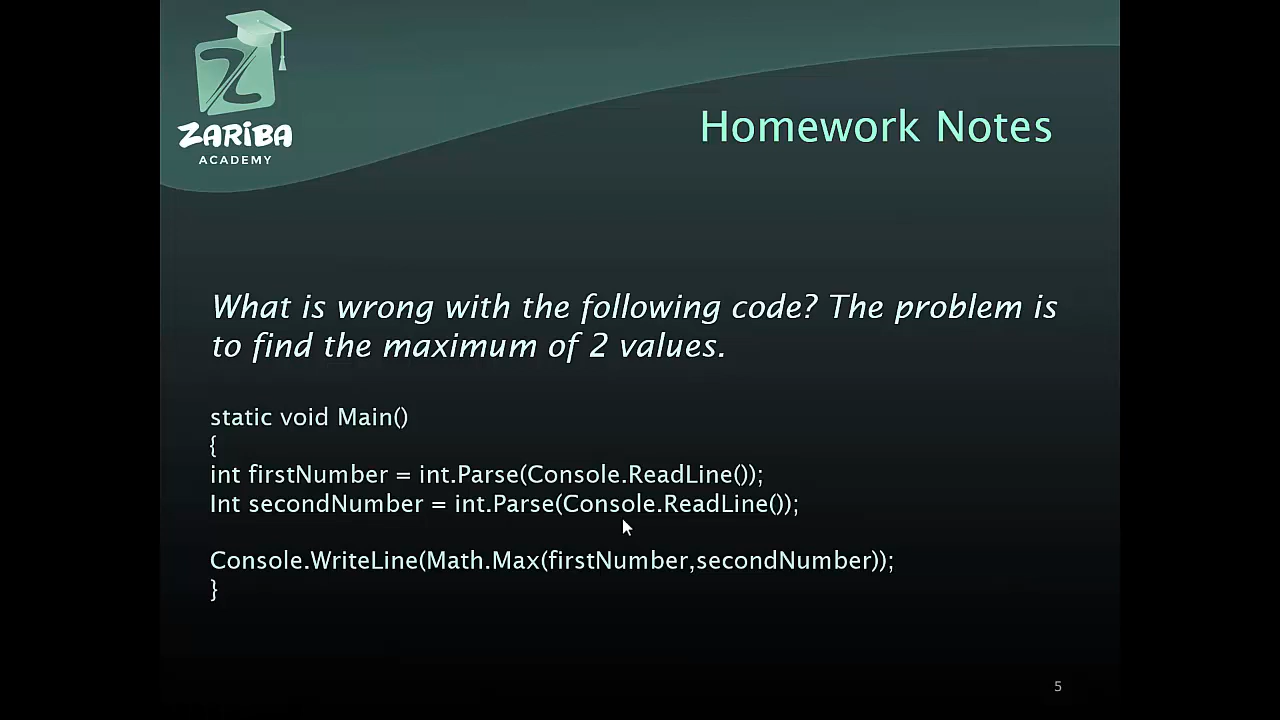 ZARIBA
ACADEMY
Homework Notes
What is wrong with the following code? The problem is
to find the maximum of 2 values.
static void Main()
{
int firstNumber = int.Parse(Console.ReadLine());
Int secondNumber = int.Parse(Console.ReadLine());
Console.WriteLine(Math.Max(firstNumber,secondNumber));
}
5